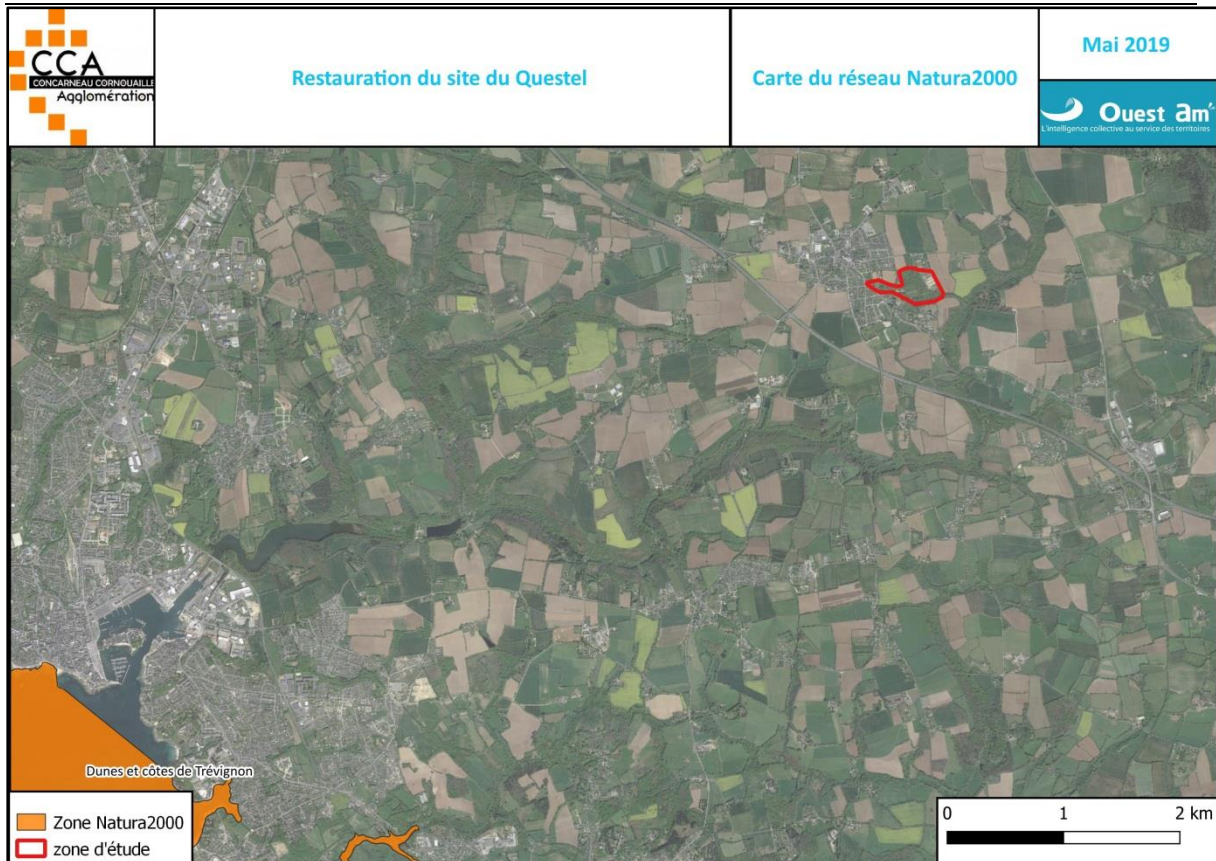 CCA
CONCARNEAU CORNOUAILLE
Agglomération
Restauration du site du Questel
Carte du réseau Natura2000
Mai 2019
Ouest am'
L'intelligence collective au service des territoires
Dunes et côtes de Trévignon
Zone Natura2000
zone d'étude
0 1 2 km